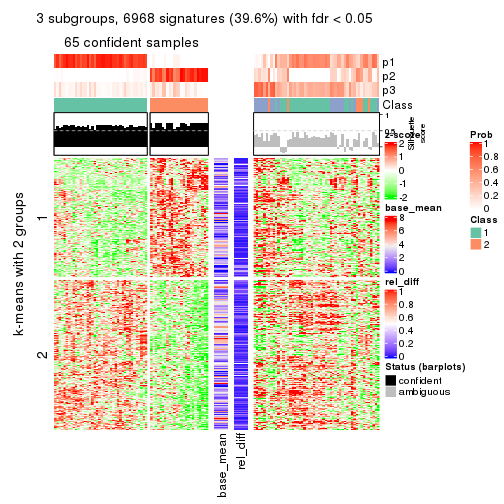 3 subgroups, 6968 signatures (39.6%) with fdr < 0.05
65 confident samples
p1
p2
p3
Class
1
0.5
Silhouette
score
k-means with 2 groups
1
2
base_mean
rel_diff
z-score
2
1
0
-1
-2
base_mean
8
6
4
2
0
rel_diff
1
0.8
0.6
0.4
0.2
0
Status (barplots)
confident
ambiguous
Prob
1
0.8
0.6
0.4
0.2
0
Class
1
2